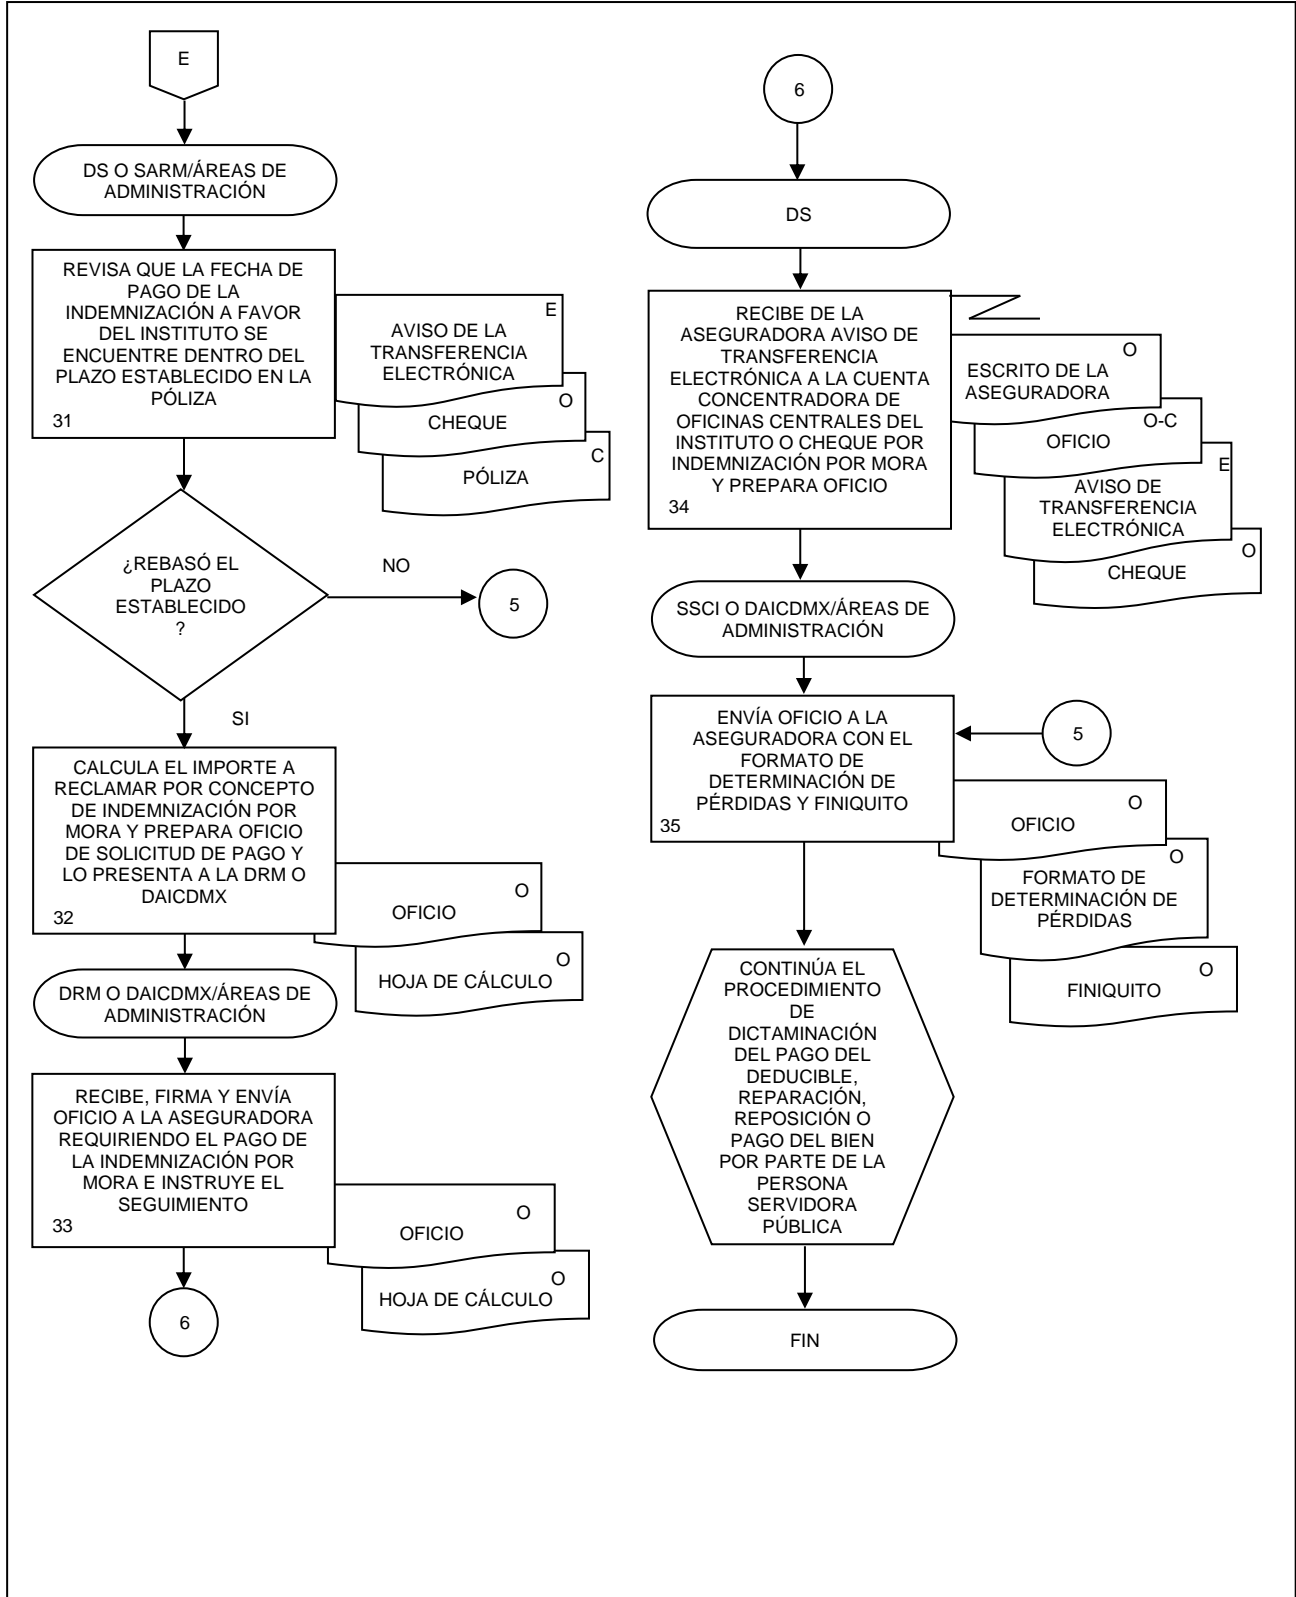 E
DS O SARM/ÁREAS DE
ADMINISTRACIÓN
REVISA QUE LA FECHA DE
PAGO DE LA
INDEMNIZACIÓN A FAVOR
DEL INSTITUTO SE
ENCUENTRE DENTRO DEL
PLAZO ESTABLECIDO EN LA
PÓLIZA
31
E
AVISO DE LA
TRANSFERENCIA
ELECTRÓNICA
O
CHEQUE
C
PÓLIZA
¿REBASÓ EL
PLAZO
ESTABLECIDO
?
NO
5
SI
CALCULA EL IMPORTE A
RECLAMAR POR CONCEPTO
DE INDEMNIZACIÓN POR
MORA Y PREPARA OFICIO
DE SOLICITUD DE PAGO Y
LO PRESENTA A LA DRM O
DAICDMX
32
O
OFICIO
O
HOJA DE CÁLCULO
DRM O DAICDMX/ÁREAS DE
ADMINISTRACIÓN
RECIBE, FIRMA Y ENVÍA
OFICIO A LA ASEGURADORA
REQUIRIENDO EL PAGO DE
LA INDEMNIZACIÓN POR
MORA E INSTRUYE EL
SEGUIMIENTO
33
O
OFICIO
O
HOJA DE CÁLCULO
6
6
DS
RECIBE DE LA
ASEGURADORA AVISO DE
TRANSFERENCIA
ELECTRÓNICA A LA CUENTA
CONCENTRADORA DE
OFICINAS CENTRALES DEL
INSTITUTO O CHEQUE POR
INDEMNIZACIÓN POR MORA
Y PREPARA OFICIO
34
O
ESCRITO DE LA
ASEGURADORA
O-C
OFICIO
E
AVISO DE
TRANSFERENCIA
ELECTRÓNICA
O
CHEQUE
SSCI O DAICDMX/ÁREAS DE
ADMINISTRACIÓN
ENVÍA OFICIO A LA
ASEGURADORA CON EL
FORMATO DE
DETERMINACIÓN DE
PÉRDIDAS Y FINIQUITO
35
5
O
OFICIO
O
FORMATO DE
DETERMINACIÓN DE
PÉRDIDAS
O
FINIQUITO
CONTINÚA EL
PROCEDIMIENTO
DE
DICTAMINACIÓN
DEL PAGO DEL
DEDUCIBLE,
REPARACIÓN,
REPOSICIÓN O
PAGO DEL BIEN
POR PARTE DE LA
PERSONA
SERVIDORA
PÚBLICA
FIN